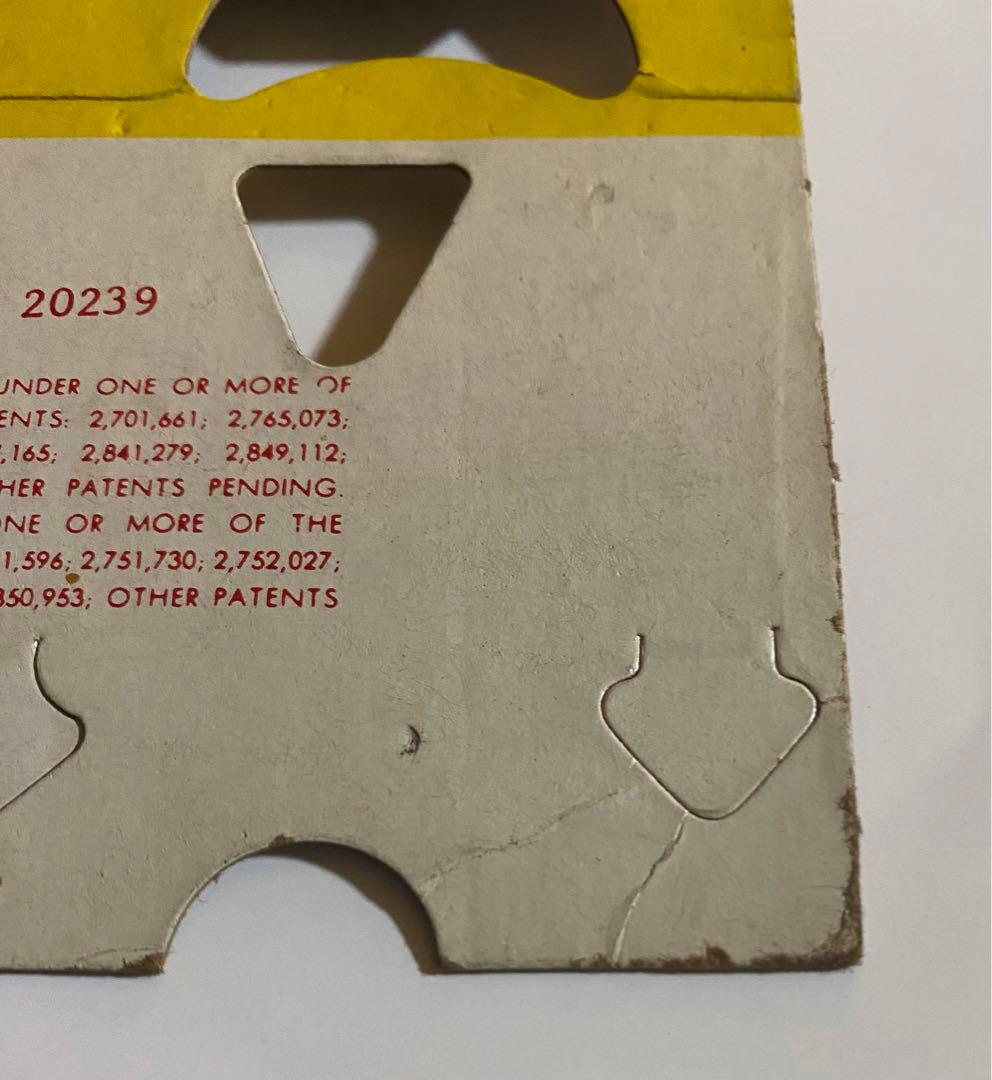 20239
UNDER ONE OR MORE OF
ENTS: 2,701,661; 2,765,073;
,165; 2,841,279; 2,849,112;
HER PATENTS PENDING.
ONE OR MORE OF THE
1,596; 2,751,730; 2,752,027;
350,953; OTHER PATENTS